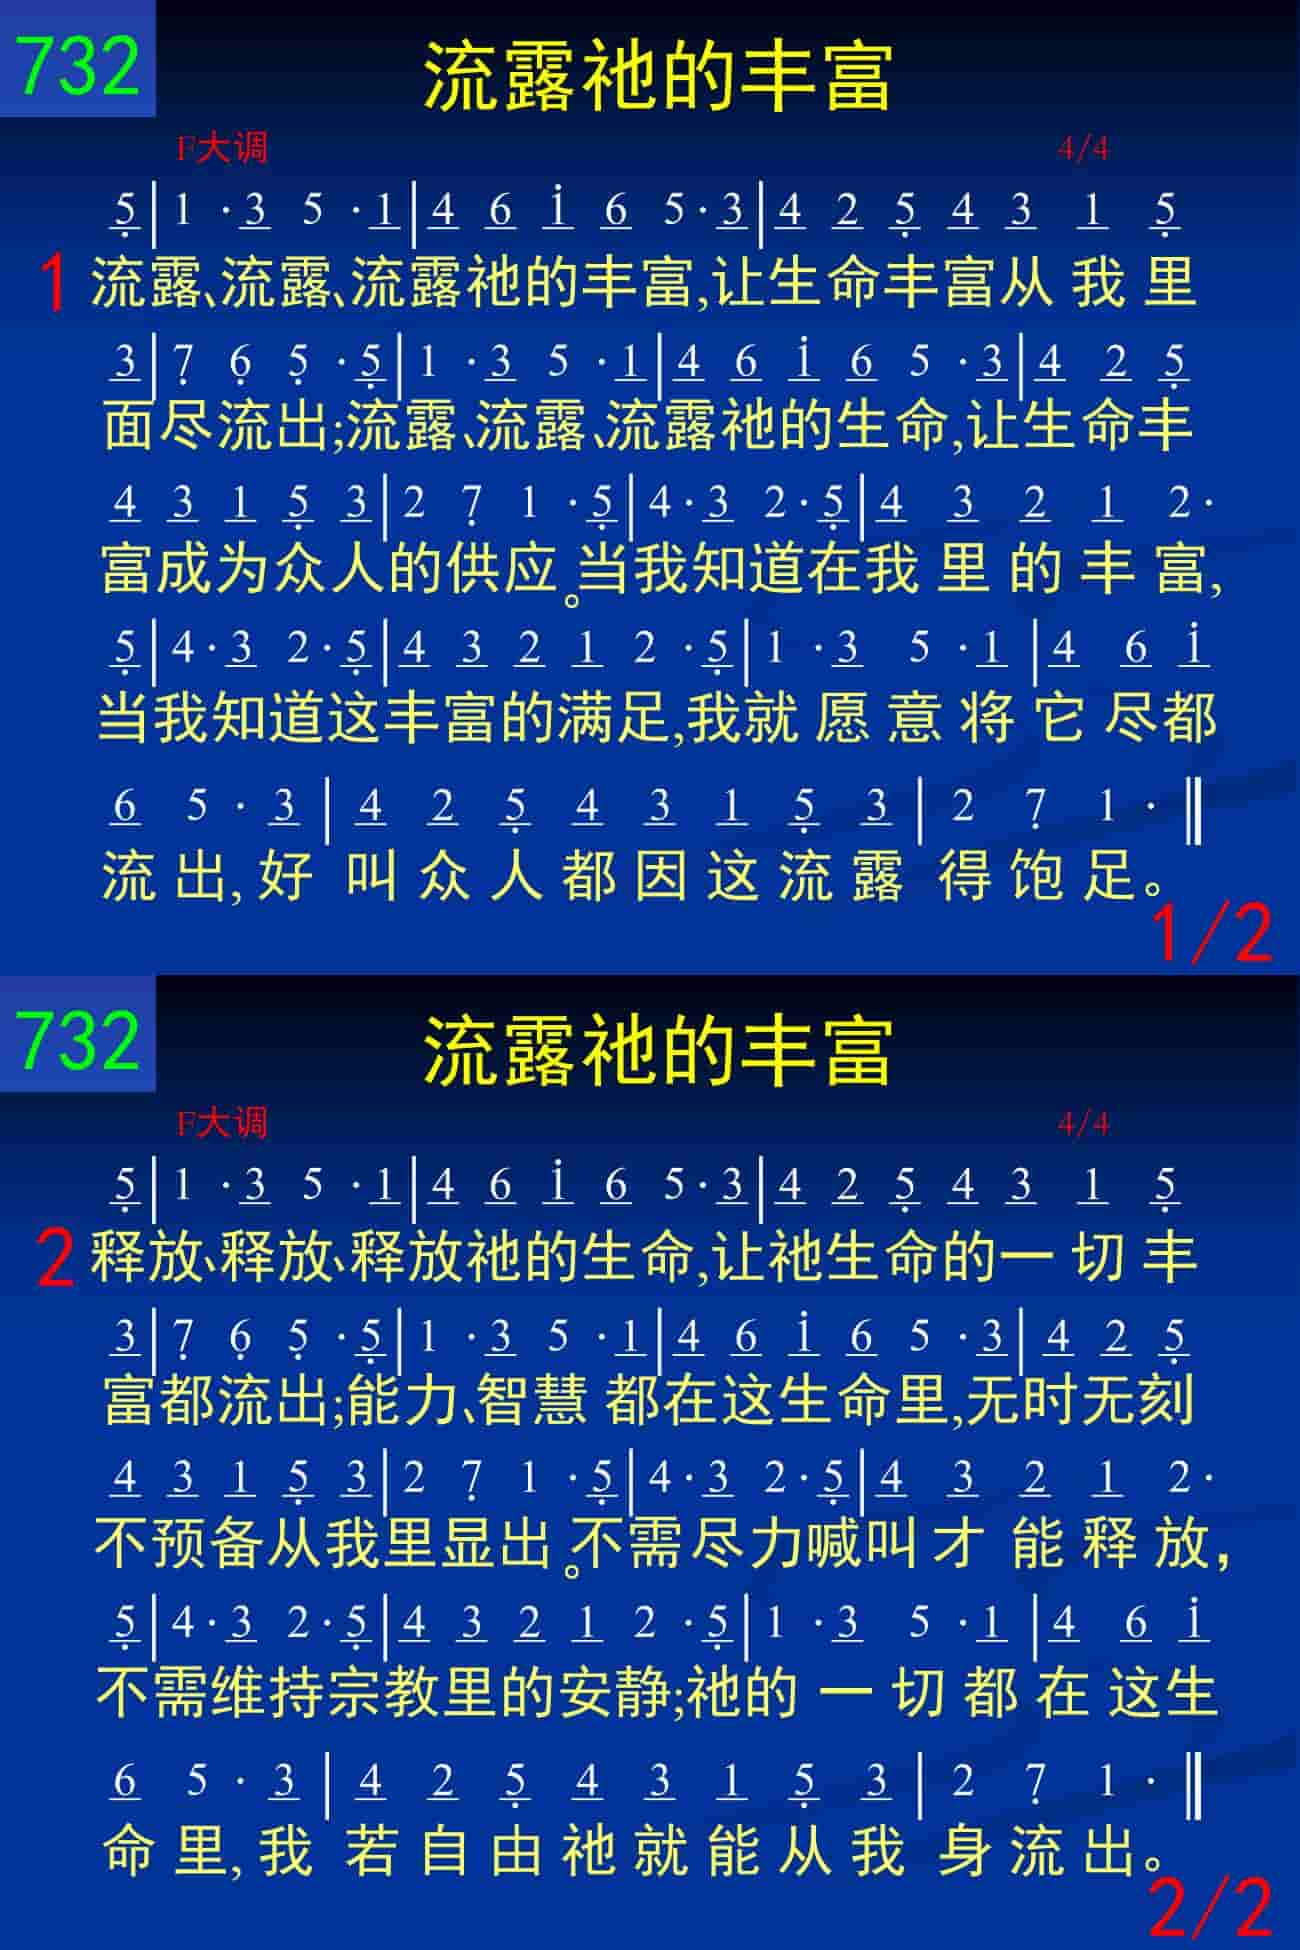 732
流露祂的丰富
F大调 4/4
5|1 ·3 5 ·1|4 6 i 6 5·3|4 2 5 4 3 1 5
1 流露、流露、流露祂的丰富,让生命丰富从我里
3|7 6 5 ·5|1 ·3 5 ·1|4 6 i 6 5 ·3|4 2 5
面尽流出;流露、流露、流露祂的生命,让生命丰
4 3 1 5 3|2 7 1 ·5|4·3 2·5|4 3 2 1 2·
富成为众人的供应。当我知道在我里的丰富,
5|4·3 2·5|4 3 2 1 2 ·5|1 ·3 5 ·1|4 6 i
当我知道这丰富的满足,我就愿意将它尽都
6 5 · 3|4 2 5 4 3 1 5 3|2 7 1 ·‖
流出,好叫众人都因这流露得饱足。
1/2
732
流露祂的丰富
F大调 4/4
5|1 ·3 5 ·1|4 6 i 6 5·3|4 2 5 4 3 1 5
2 释放、释放、释放祂的生命,让祂生命的一切丰
3|7 6 5 ·5|1 ·3 5 ·1|4 6 i 6 5 ·3|4 2 5
富都流出;能力、智慧都在这生命里,无时无刻
4 3 1 5 3|2 7 1 ·5|4·3 2·5|4 3 2 1 2·
不预备从我里显出。不需尽力喊叫才能释放,
5|4·3 2·5|4 3 2 1 2 ·5|1 ·3 5 ·1|4 6 i
不需维持宗教里的安静;祂的一切都在这生
6 5 · 3|4 2 5 4 3 1 5 3|2 7 1 ·‖
命里,我若自由祂就能从我身流出。
2/2